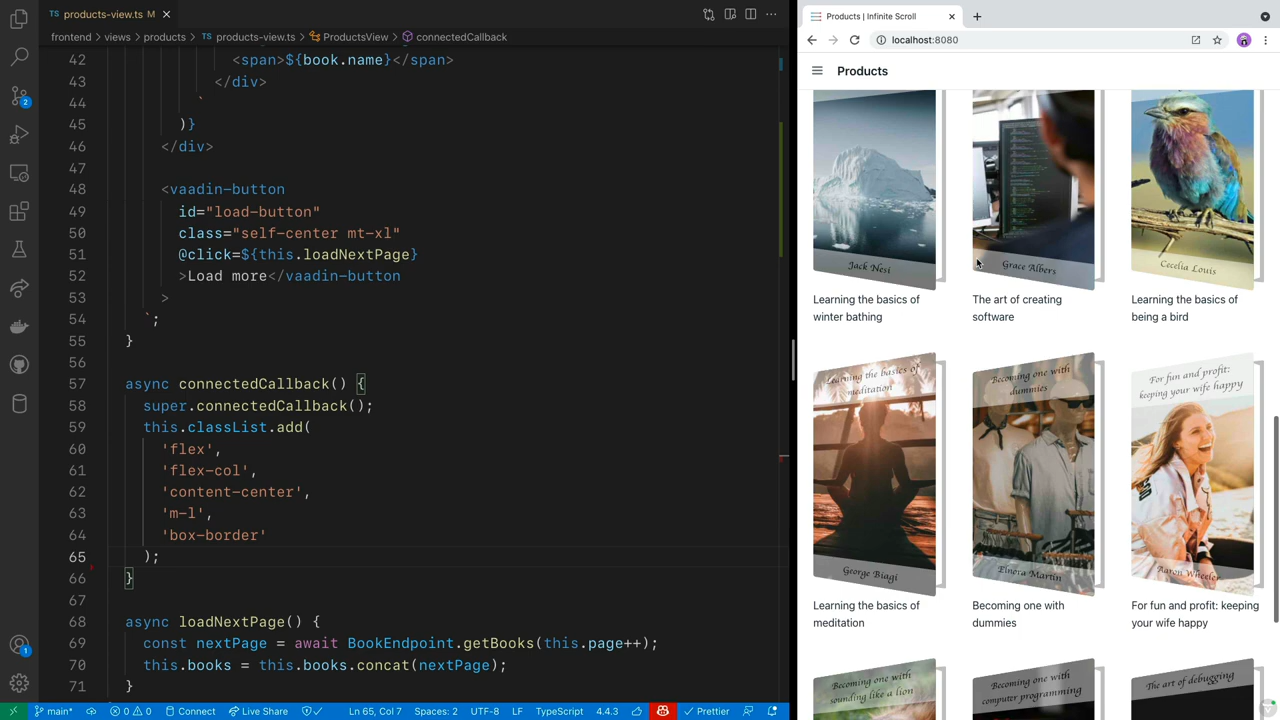 products-view.ts M
frontend views products products-view.ts ProductsView connectedCallback
42 <span>${book.name}</span>
43 </div>
44 `
45 )}
46 </div>
47
48 <vaadin-button
49 id="load-button"
50 class="self-center mt-xl"
51 @click=${this.loadNextPage}
52 >Load more</vaadin-button
53 >
54 `;
55 }
56
57 async connectedCallback() {
58 super.connectedCallback();
59 this.classList.add(
60 'flex',
61 'flex-col',
62 'content-center',
63 'm-l',
64 'box-border'
65 );
66 }
67
68 async loadNextPage() {
69 const nextPage = await BookEndpoint.getBooks(this.page++);
70 this.books = this.books.concat(nextPage);
71 }
2
1
main* 0 0 Connect Live Share Ln 65, Col 7 Spaces: 2 UTF-8 LF TypeScript 4.4.3 Prettier
Products | Infinite Scroll
localhost:8080
Products
Jack Nesi
Grace Albers
Cecelia Louis
Learning the basics of
winter bathing
The art of creating
software
Learning the basics of
being a bird
Learning the basics of
meditation
George Biagi
Becoming one with
dummies
Elnora Martin
For fun and profit:
keeping your wife happy
Aaron Wheeler
Learning the basics of
meditation
Becoming one with
dummies
For fun and profit: keeping
your wife happy
Becoming one with
sounding like a lion
Becoming one with
computer programming
The art of debugging